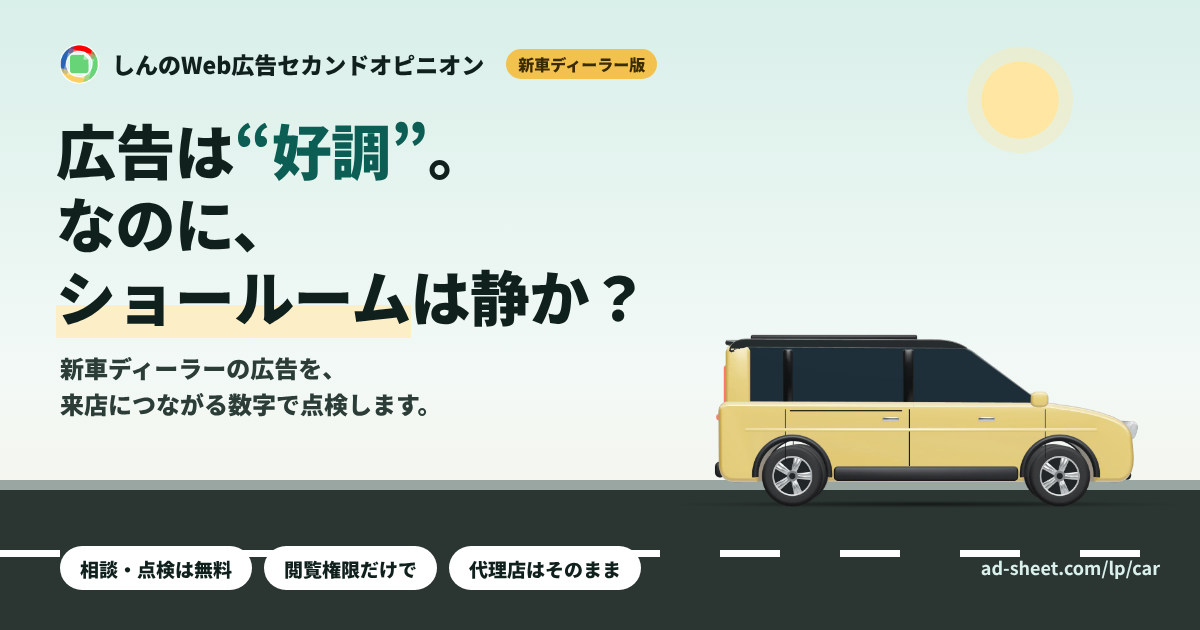 しんのWeb広告セカンドオピニオン
新車ディーラー版
広告は“好調”。
なのに、
ショールームは静か？
新車ディーラーの広告を、
来店につながる数字で点検します。
相談・点検は無料
閲覧権限だけで
代理店はそのまま
ad-sheet.com/lp/car